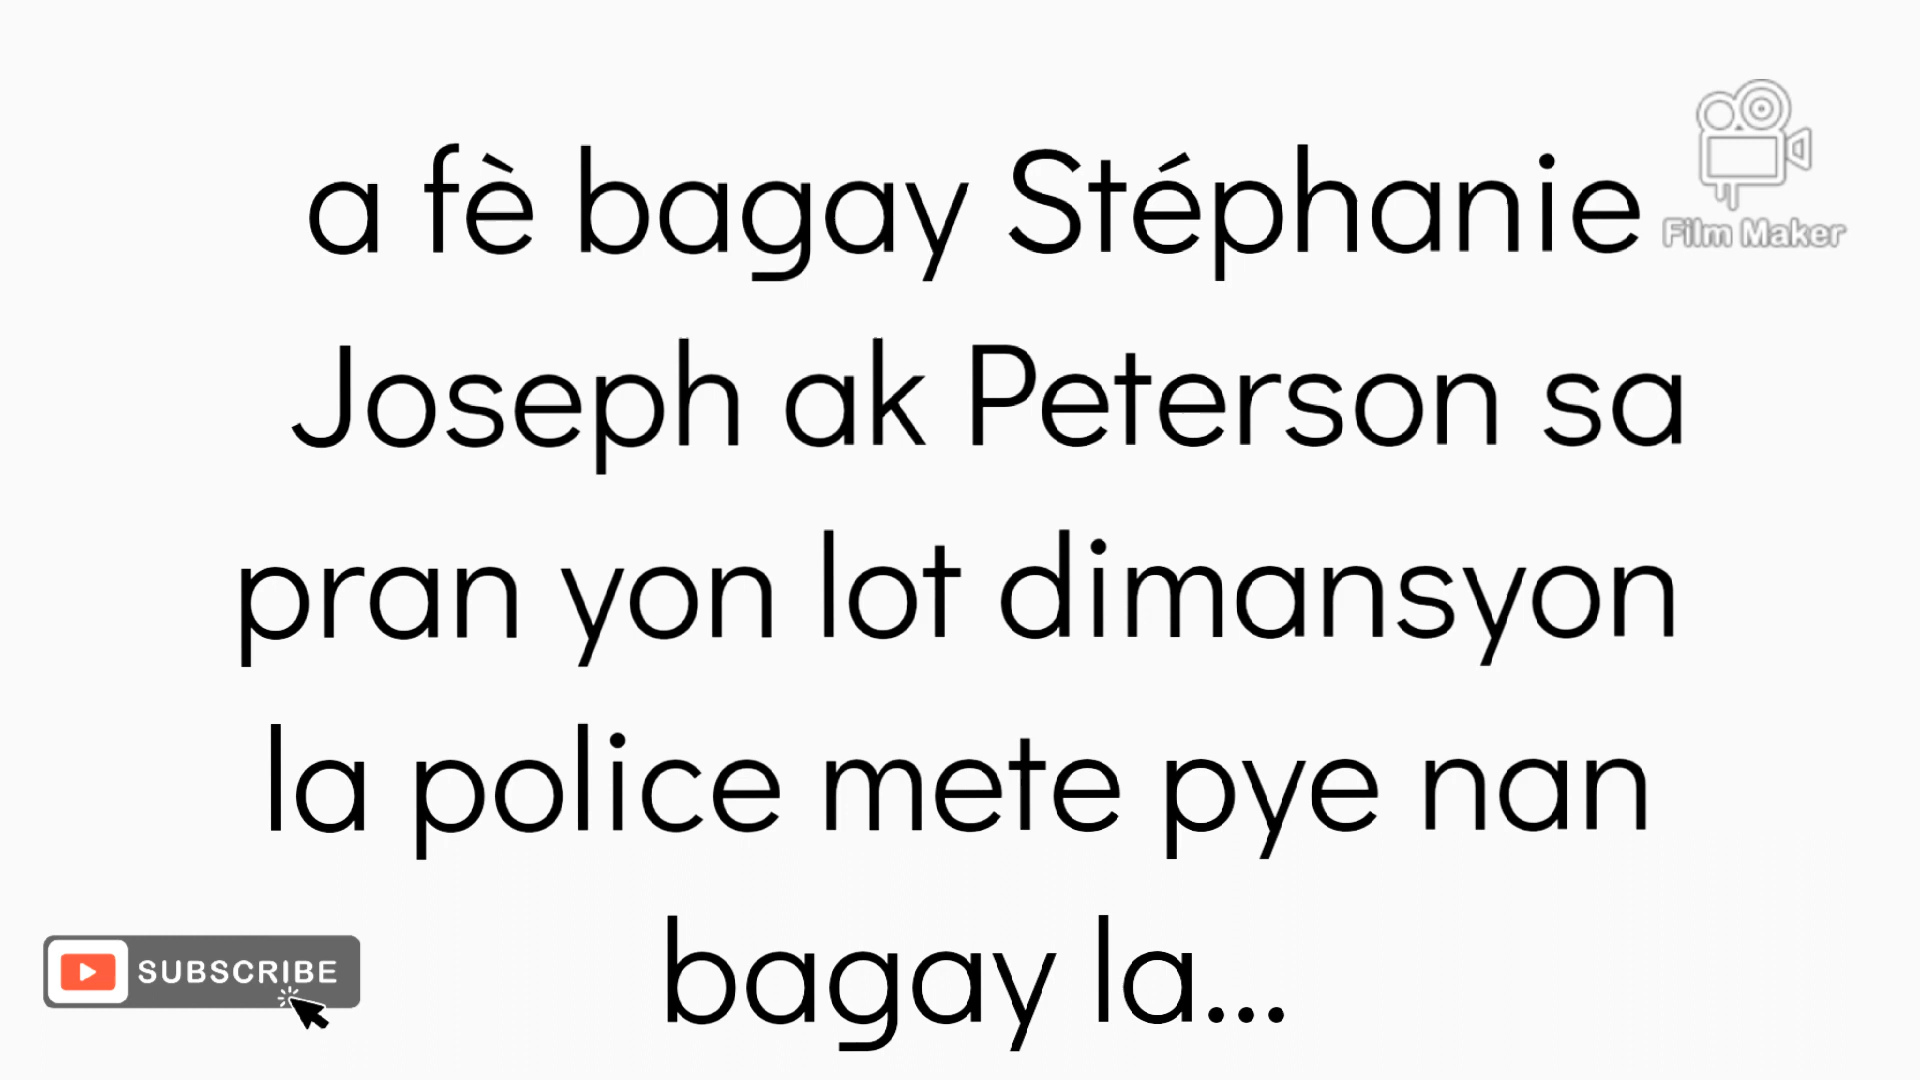 a fè bagay Stéphanie
Joseph ak Peterson sa
pran yon lot dimansyon
la police mete pye nan
bagay la...
Film Maker
SUBSCRIBE